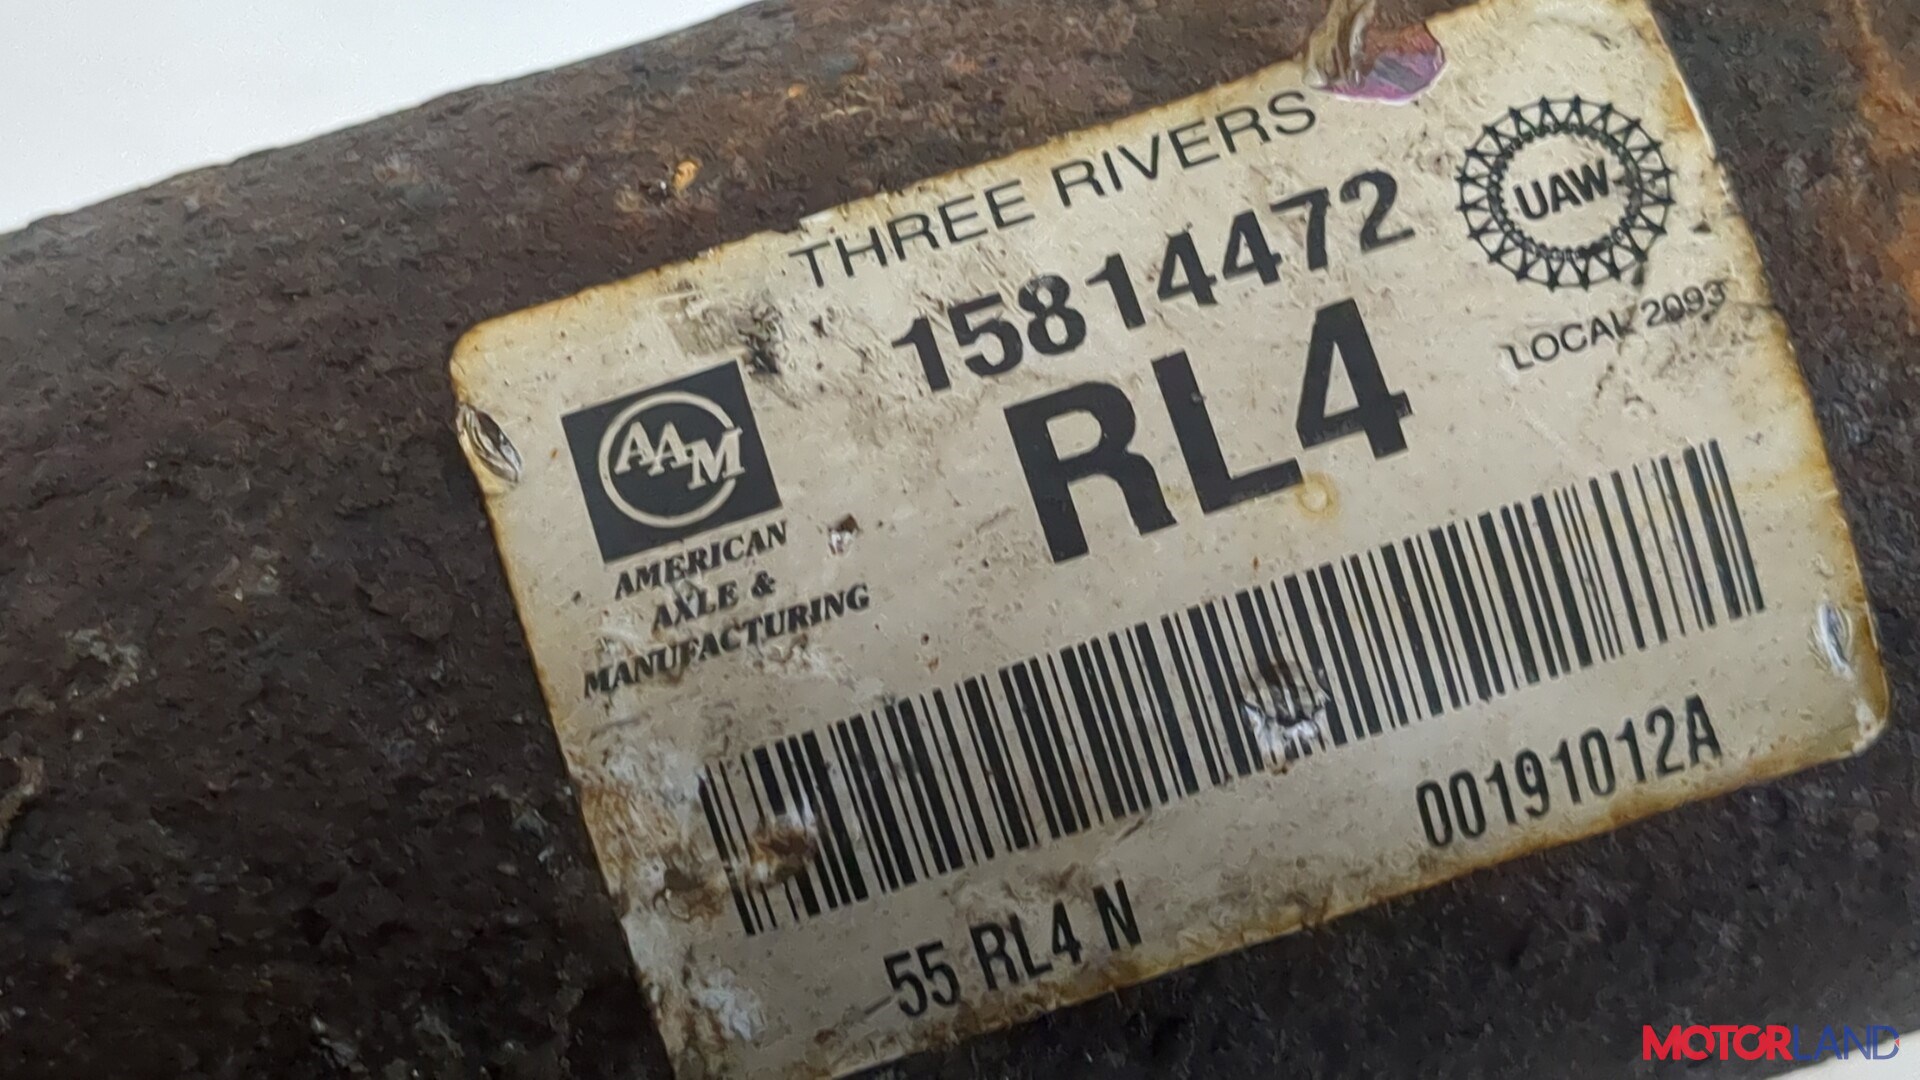 THREE RIVERS
15814472
RL4
UAW
LOCAL 2093
AAM
AMERICAN
AXLE &
MANUFACTURING
00191012A
55 RL4 N
MOTORLAND